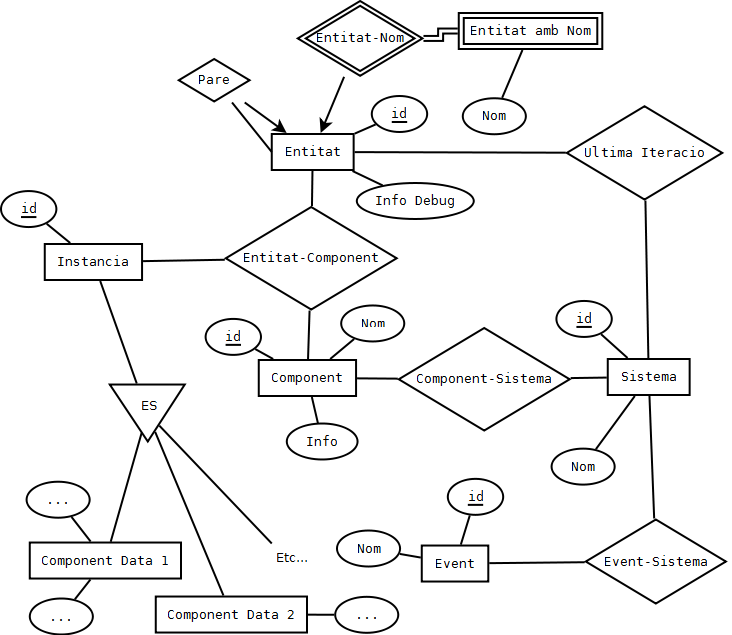 Entitat-Nom
Entitat amb Nom
Pare
id
Nom
Entitat
Ultima Iteracio
Info Debug
id
Instancia
Entitat-Component
id
Nom
id
Component
Component-Sistema
Sistema
ES
Info
Nom
...
id
Nom
Component Data 1
Etc...
Event
Event-Sistema
...
Component Data 2
...